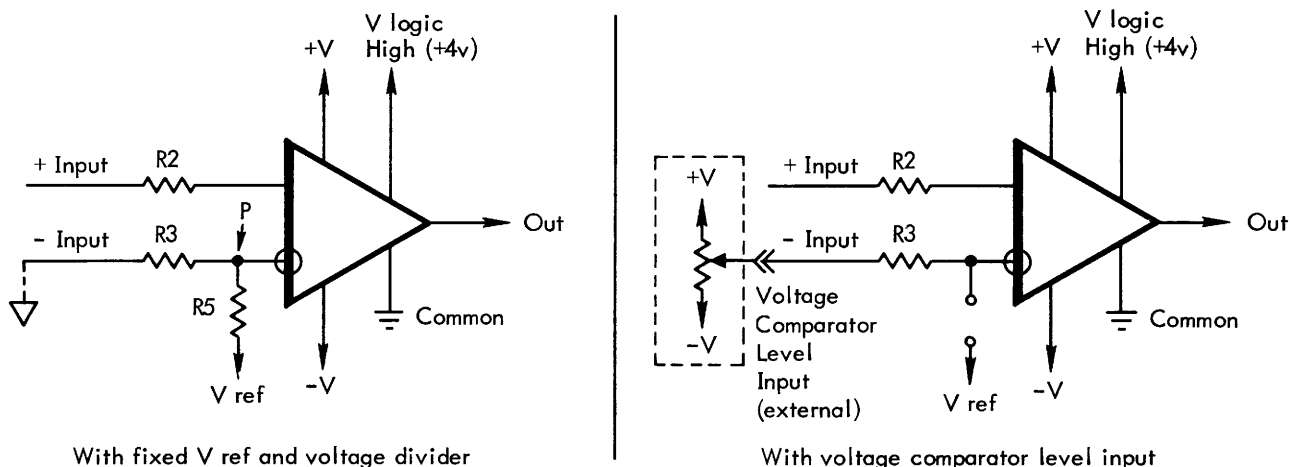 V logic
High (+4v)
+V
+ Input
R2
P
- Input
R3
R5
Out
Common
V ref
-V
With fixed V ref and voltage divider
V logic
High (+4v)
+V
+ Input
R2
+V
- Input
R3
-V
Out
Voltage
Comparator
Level
Input
(external)
Common
V ref
-V
With voltage comparator level input